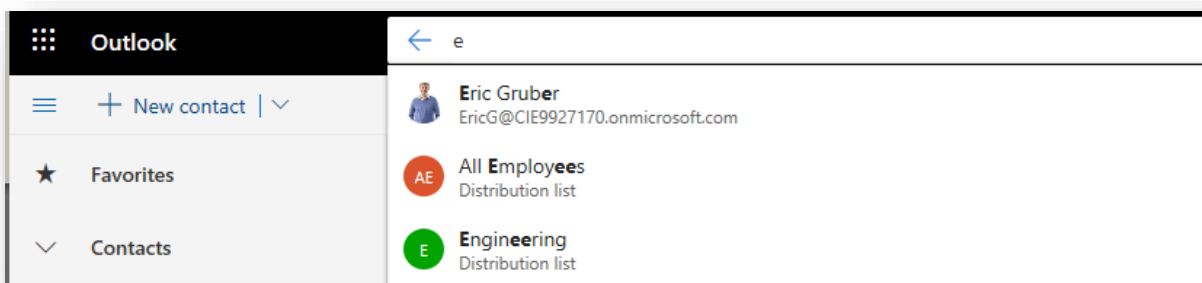 Outlook
e
New contact
Eric Gruber
EricG@CIE9927170.onmicrosoft.com
Favorites
AE
All Employees
Distribution list
Contacts
E
Engineering
Distribution list